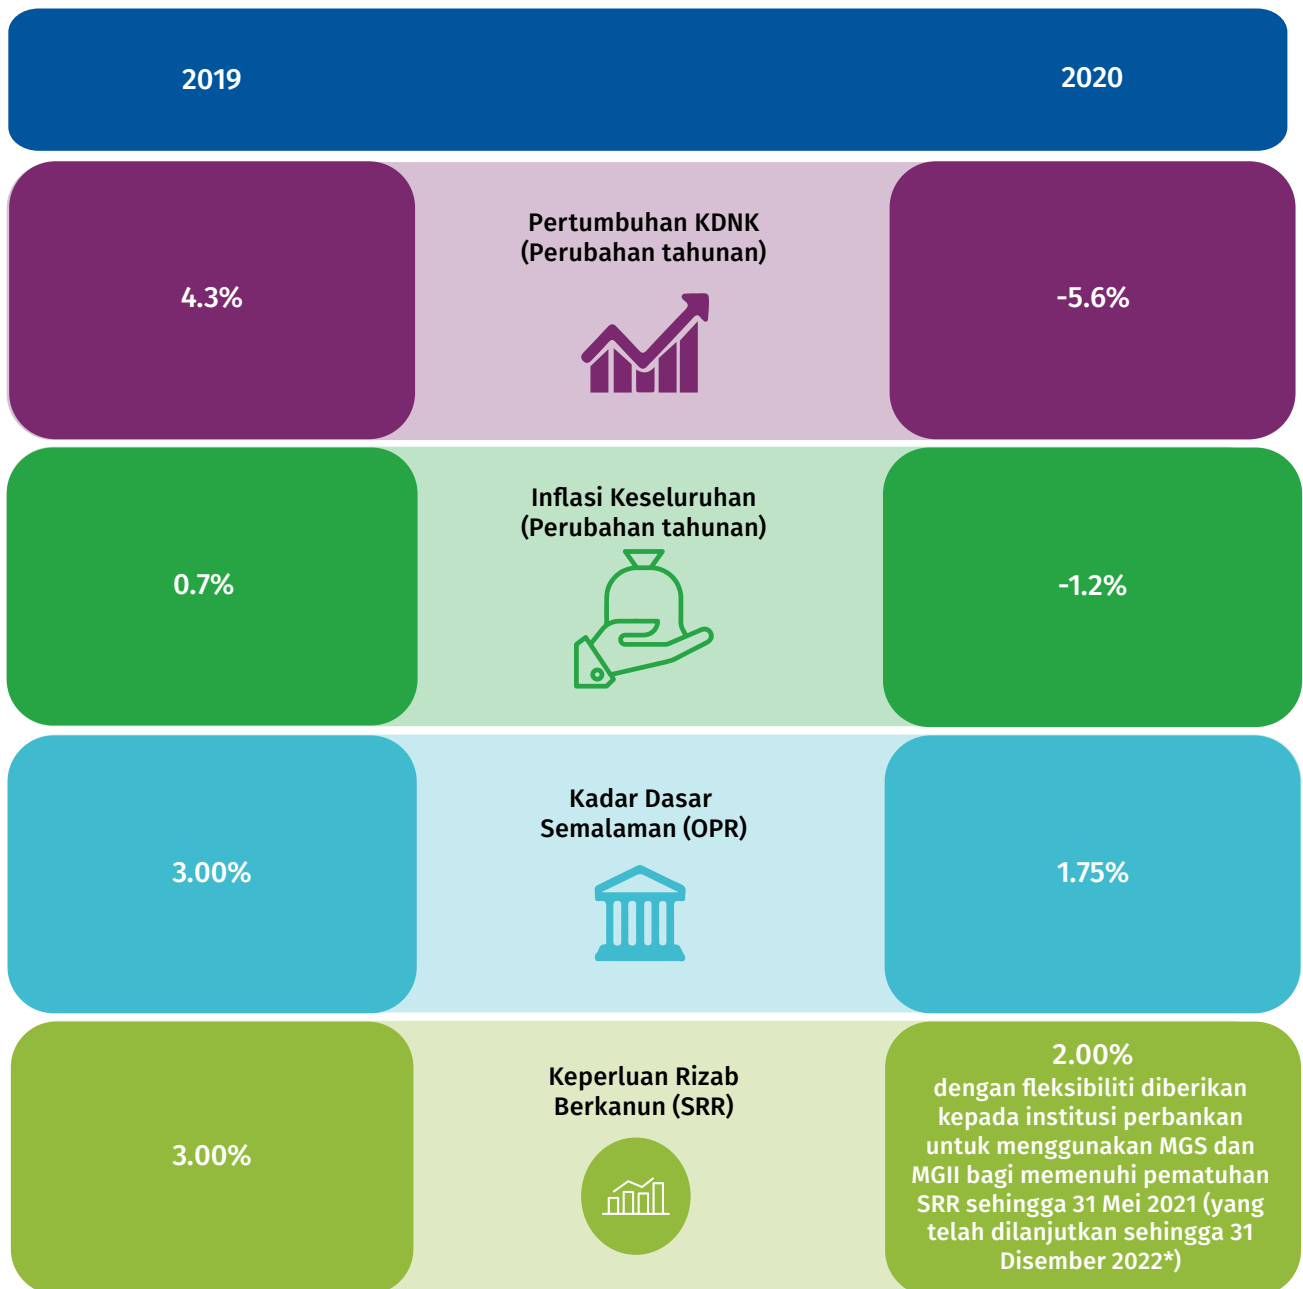 2019
2020
Pertumbuhan KDNK
(Perubahan tahunan)
4.3%
-5.6%
Inflasi Keseluruhan
(Perubahan tahunan)
0.7%
-1.2%
Kadar Dasar
Semalaman (OPR)
3.00%
1.75%
Keperluan Rizab
Berkanun (SRR)
3.00%
2.00%
dengan fleksibiliti diberikan
kepada institusi perbankan
untuk menggunakan MGS dan
MGII bagi memenuhi pematuhan
SRR sehingga 31 Mei 2021 (yang
telah dilanjutkan sehingga 31
Disember 2022*)